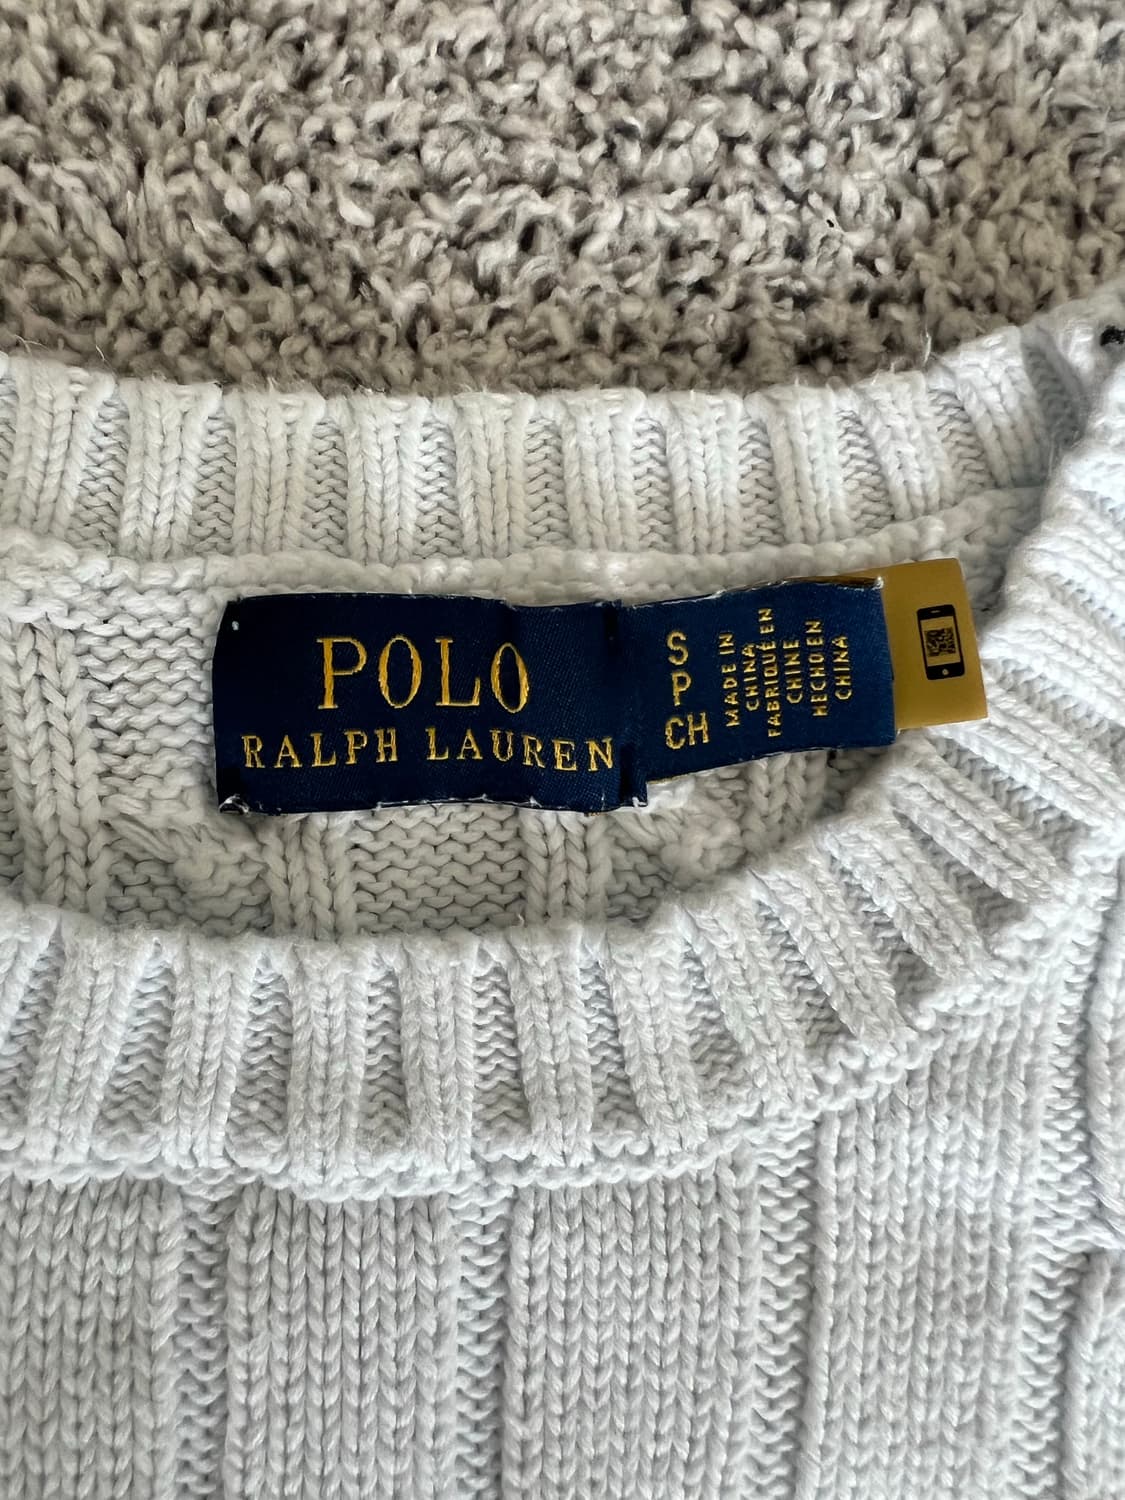 POLO
RALPH LAUREN
S
P
CH
MADE IN
CHINA
FABRIQUÉ EN
CHINE
HECHO EN
CHINA